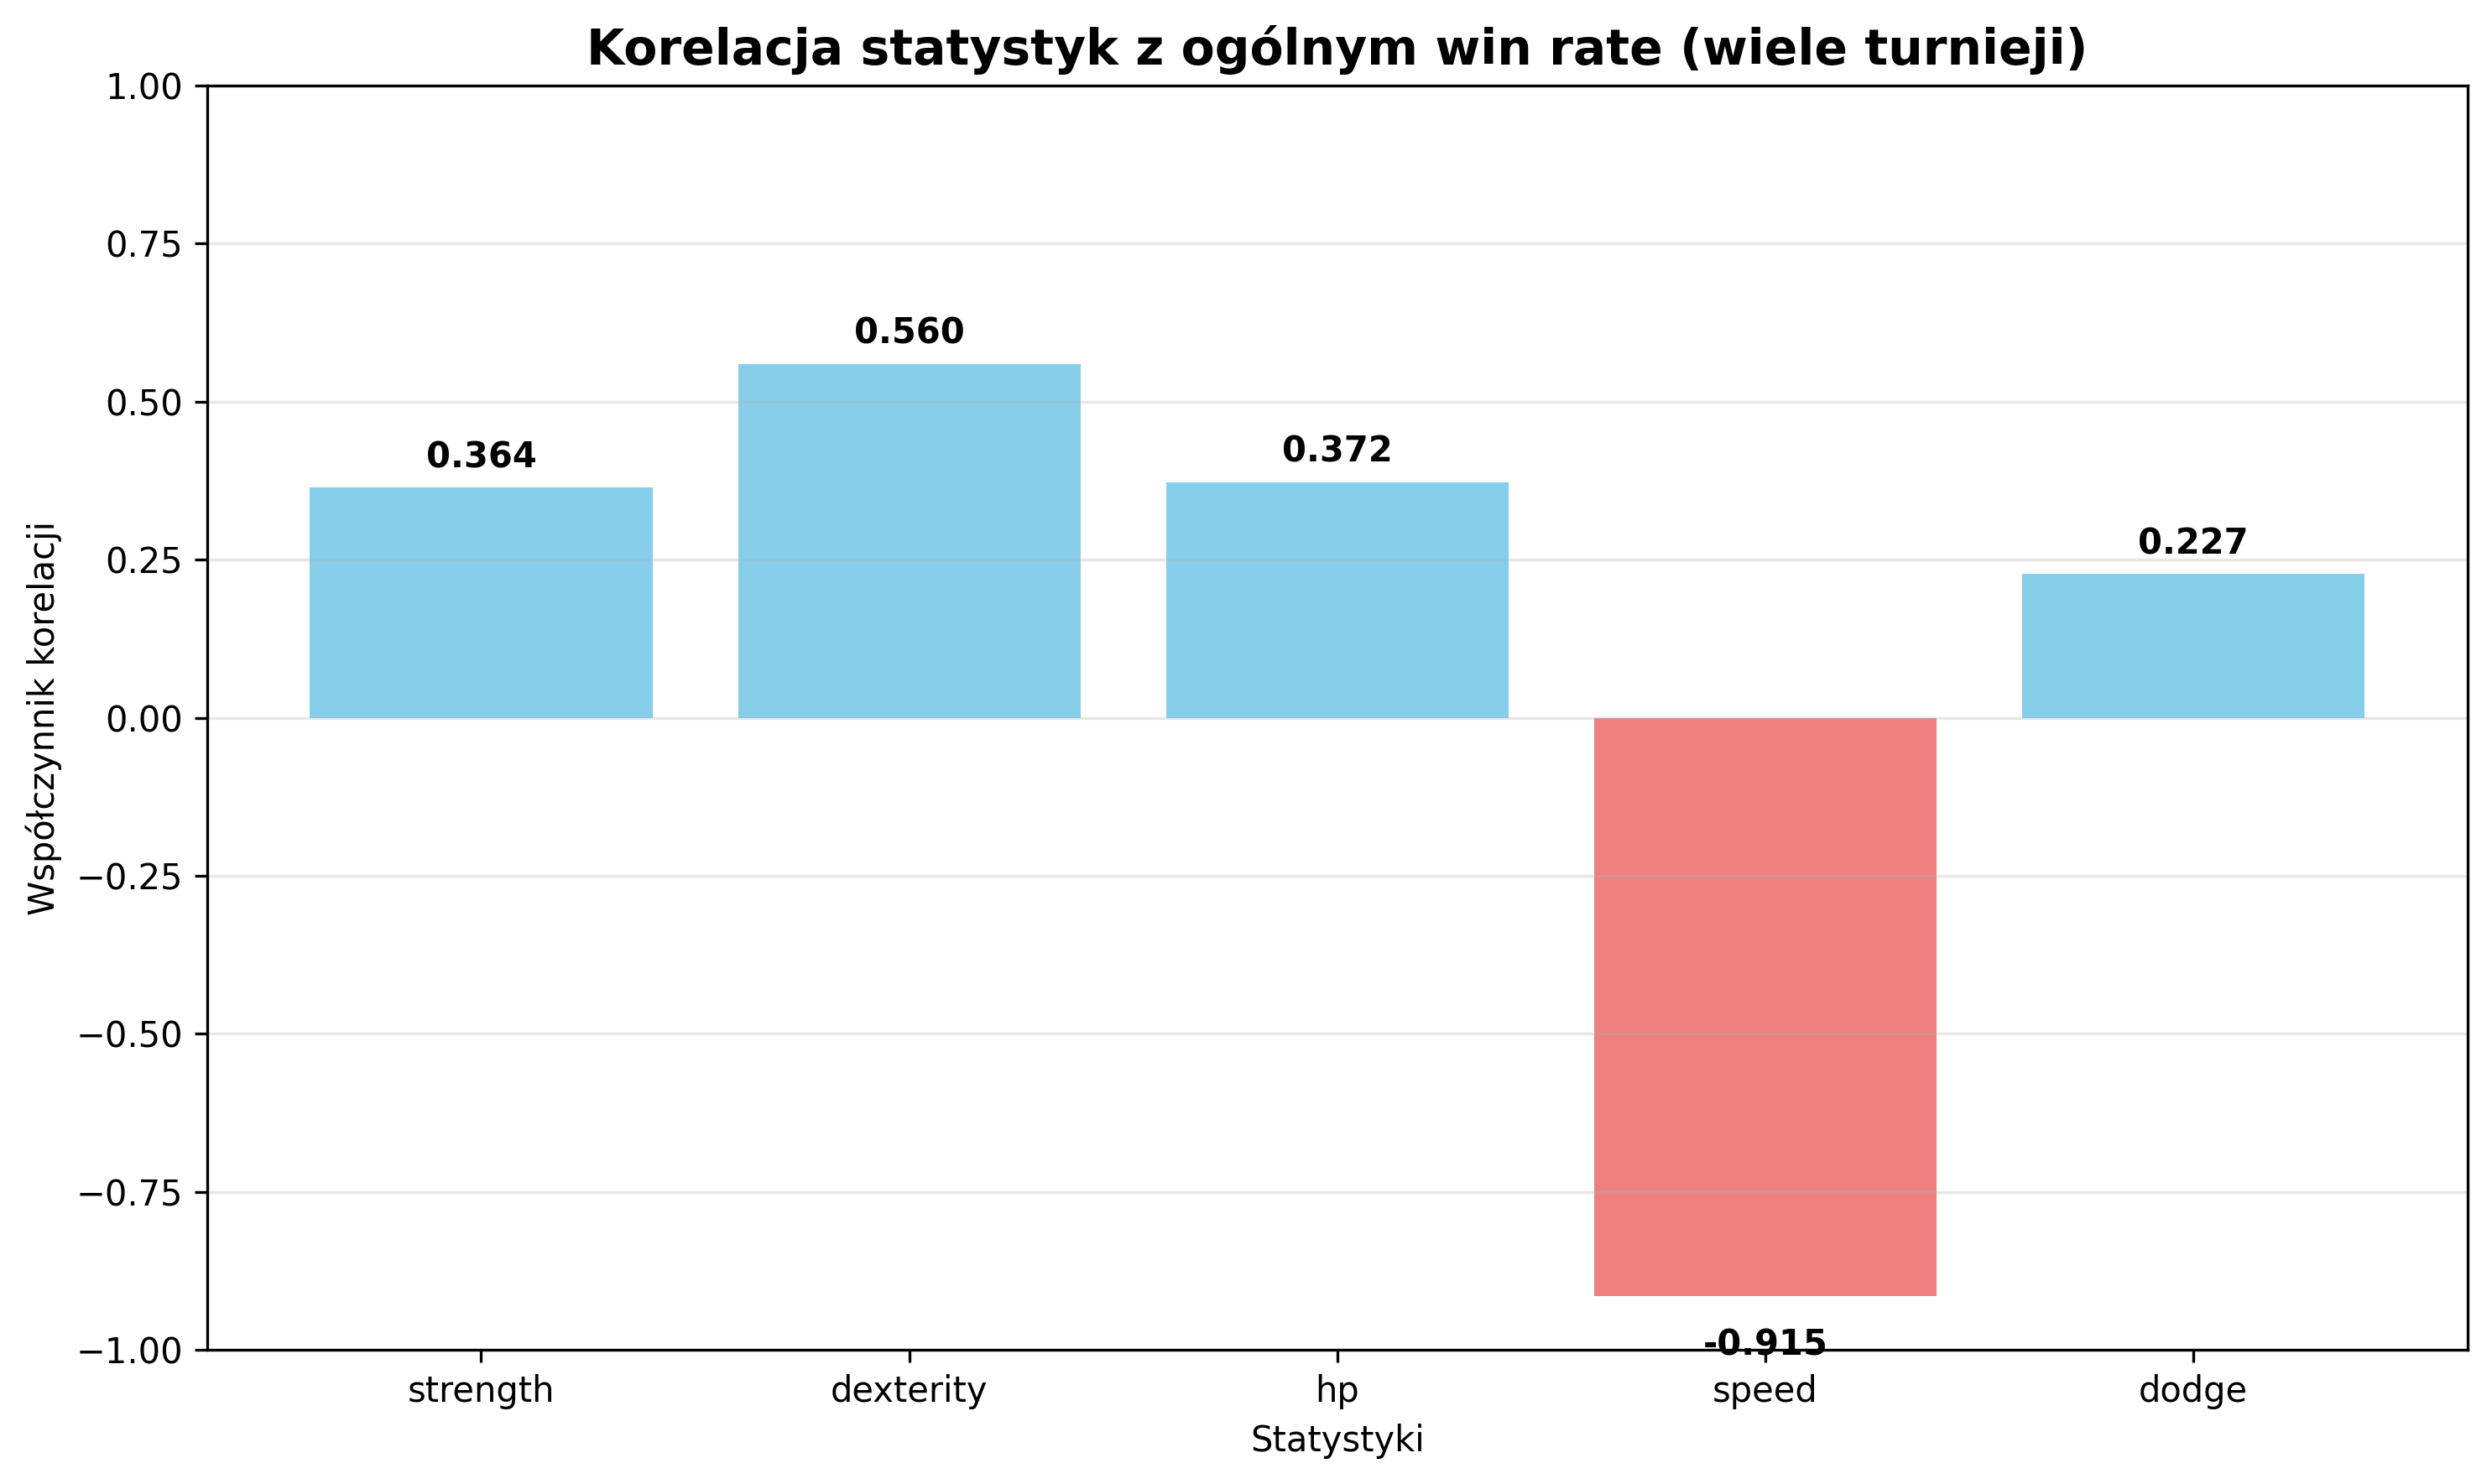 Korelacja statystyk z ogólnym win rate (wiele turnieji)
1.00
0.75
0.50
0.25
0.00
−0.25
−0.50
−0.75
−1.00
Współczynnik korelacji
0.364
0.560
0.372
-0.915
0.227
strength
dexterity
hp
speed
dodge
Statystyki